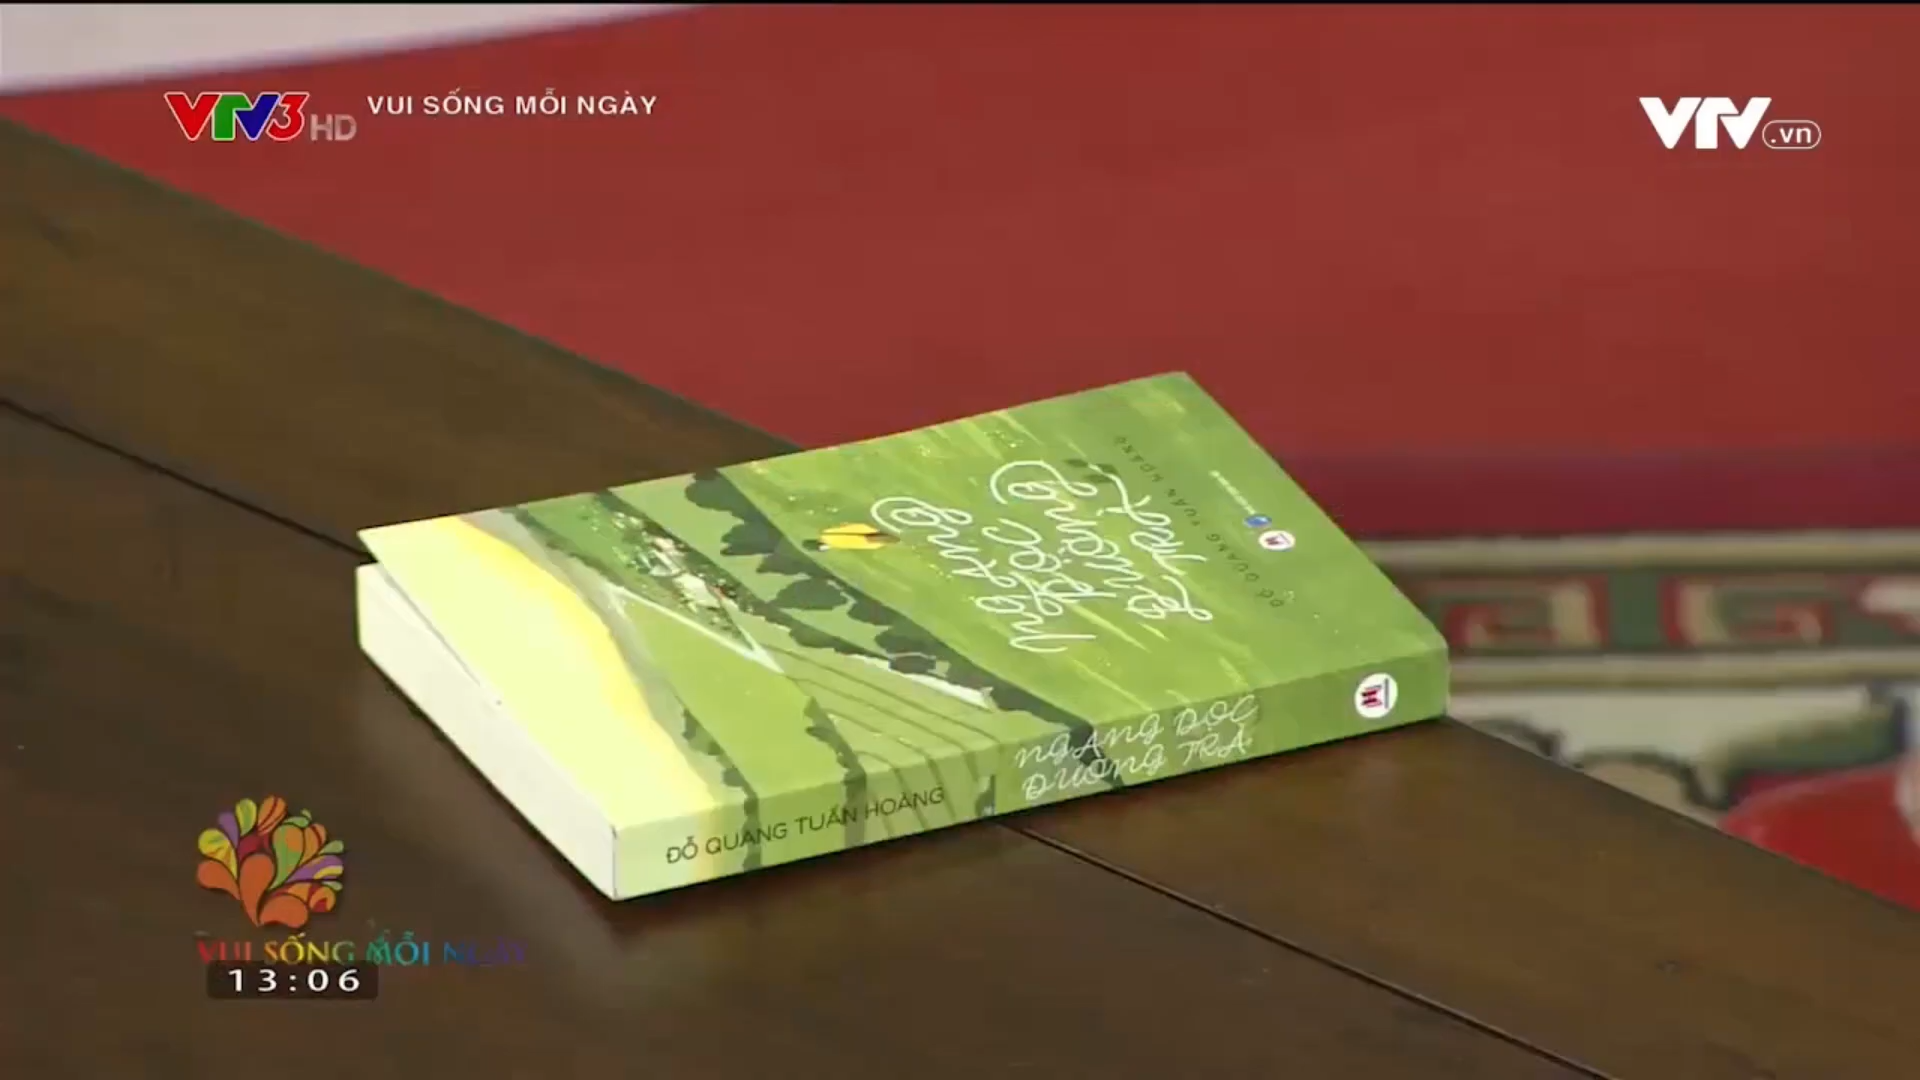 VTV3 HD
VUI SỐNG MỖI NGÀY
VTV.vn
ĐỖ QUANG TUẤN HOÀNG
Ngang
Dọc
Đường
Trà
NGANG DỌC
ĐƯỜNG TRÀ
ĐỖ QUANG TUẤN HOÀNG
VUI SỐNG MỖI NGÀY
13:06